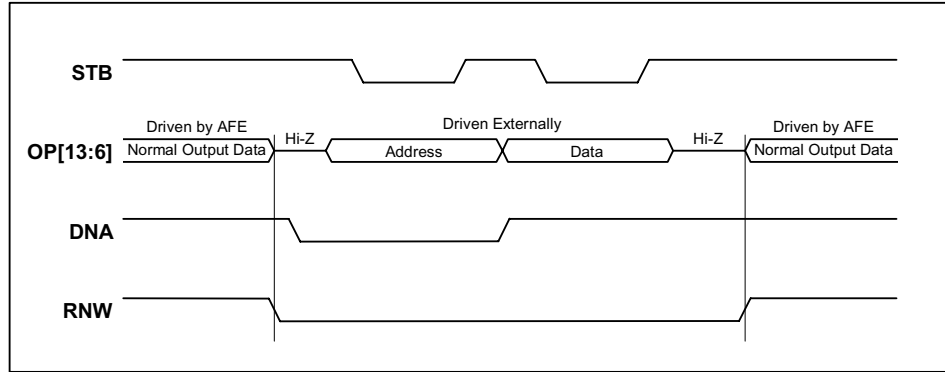 STB
Driven by AFE Driven Externally Driven by AFE
OP[13:6] Normal Output Data Hi-Z Address Data Hi-Z Normal Output Data
DNA
RNW